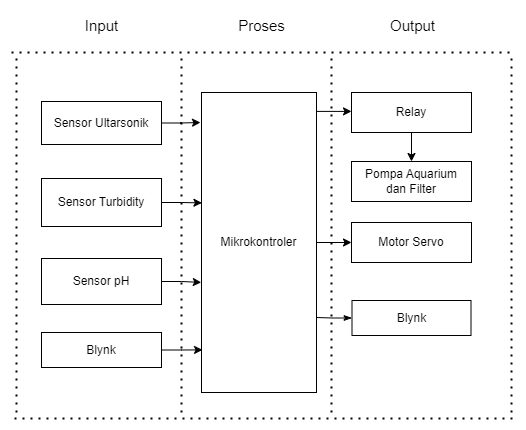 Input
Proses
Output
Sensor Ultarsonik
Sensor Turbidity
Sensor pH
Blynk
Mikrokontroler
Relay
Pompa Aquarium
dan Filter
Motor Servo
Blynk